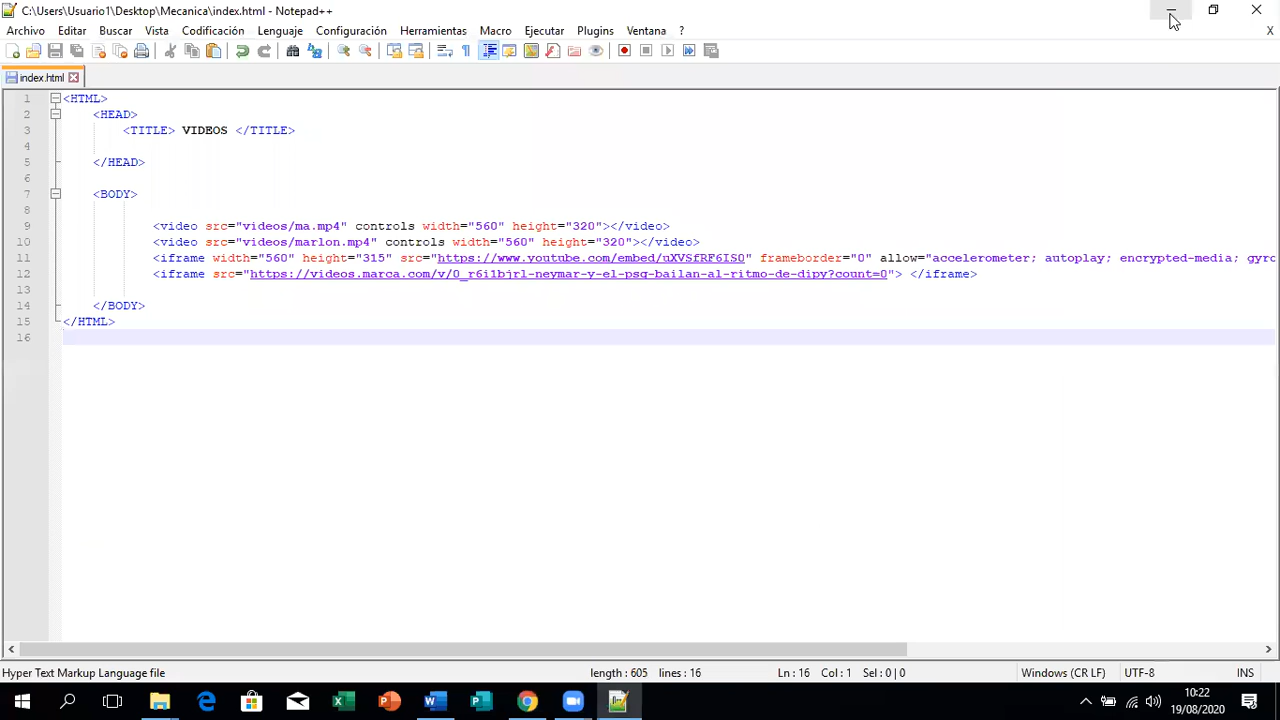 C:\Users\Usuario1\Desktop\Mecanica\index.html - Notepad++
Archivo Editar Buscar Vista Codificación Lenguaje Configuración Herramientas Macro Ejecutar Plugins Ventana ? X
index.html
1 <HTML>
2 <HEAD>
3 <TITLE> VIDEOS </TITLE>
4
5 </HEAD>
6
7 <BODY>
8
9 <video src="videos/ma.mp4" controls width="560" height="320"></video>
10 <video src="videos/marlon.mp4" controls width="560" height="320"></video>
11 <iframe width="560" height="315" src="https://www.youtube.com/embed/uXVSfRF6IS0" frameborder="0" allow="accelerometer; autoplay; encrypted-media; gyro
12 <iframe src="https://videos.marca.com/v/0_r6i1bjrl-neymar-y-el-psg-bailan-al-ritmo-de-dipy?count=0"> </iframe>
13
14 </BODY>
15 </HTML>
16
Hyper Text Markup Language file length : 605 lines : 16 Ln : 16 Col : 1 Sel : 0 | 0 Windows (CR LF) UTF-8 INS
10:22
19/08/2020